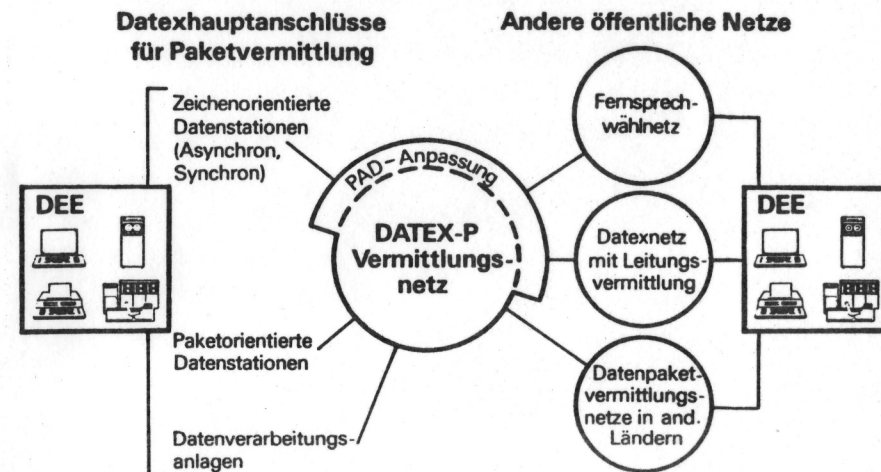 Datexhauptanschlüsse
für Paketvermittlung
Andere öffentliche Netze
Zeichenorientierte
Datenstationen
(Asynchron,
Synchron)
DEE
Paketorientierte
Datenstationen
Datenverarbeitungs-
anlagen
PAD-Anpassung
DATEX-P
Vermittlungs-
netz
Fernsprech-
wählnetz
Datexnetz
mit Leitungs-
vermittlung
Datenpaket-
vermittlungs-
netze in and.
Ländern
DEE